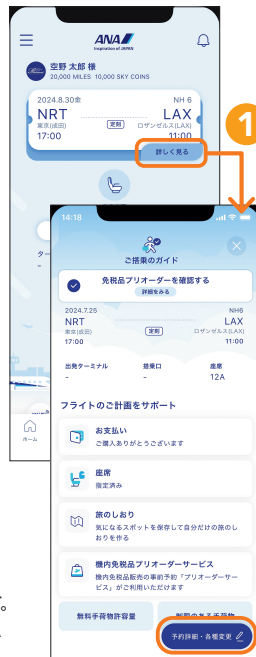 ANA
Inspiration of JAPAN
空野 太郎 様
20,000 MILES 10,000 SKY COINS
2024.8.30金
NH 6
NRT
LAX
東京(成田)
定刻
ロサンゼルス(LAX)
17:00
11:00
詳しく見る
1
14:18
ご搭乗のガイド
免税品プリオーダーを確認する
詳細をみる
2024.7.25
NH6
NRT
LAX
東京(成田)
定刻
ロサンゼルス(LAX)
17:00
11:00
出発ターミナル
搭乗口
座席
-
-
12A
フライトのご計画をサポート
お支払い
ご購入ありがとうございます
座席
指定済み
旅のしおり
気になるスポットを保存して自分だけの旅のし
おりを作る
機内免税品プリオーダーサービス
機内免税品販売の事前予約「プリオーダーサー
ビス」がご利用いただけます
無料手荷物許容量
予約詳細・各種変更
ター
-
ホーム
。